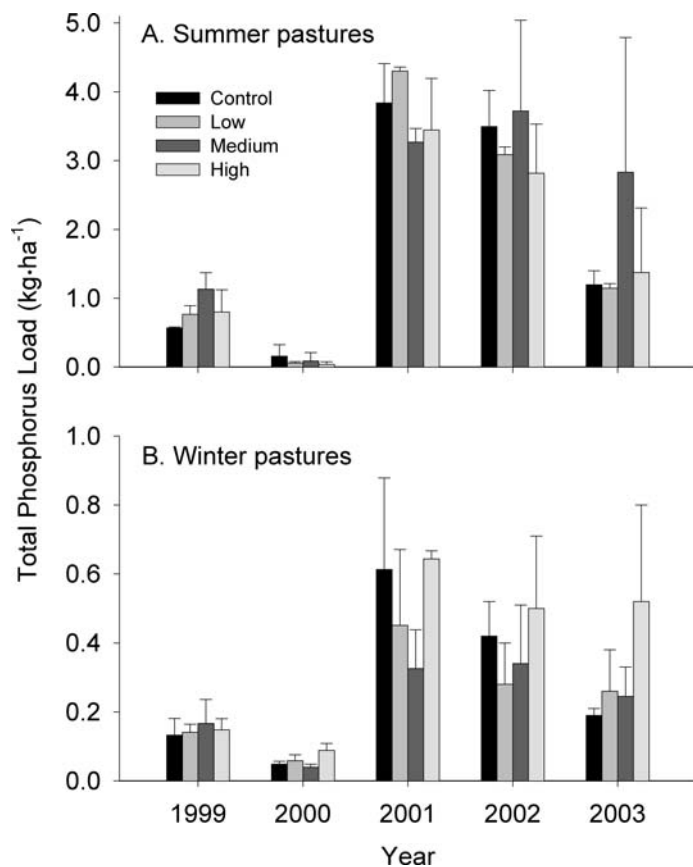 A. Summer pastures
Control
Low
Medium
High
5.0
4.0
3.0
2.0
1.0
0.0
B. Winter pastures
1.0
0.8
0.6
0.4
0.2
0.0
Total Phosphorus Load (kg·ha⁻¹)
1999 2000 2001 2002 2003
Year